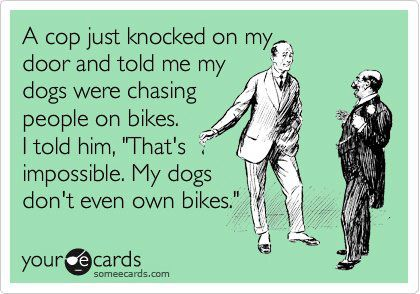 A cop just knocked on my
door and told me my
dogs were chasing
people on bikes.
I told him, "That's
impossible. My dogs
don't even own bikes."
your e cards
someecards.com